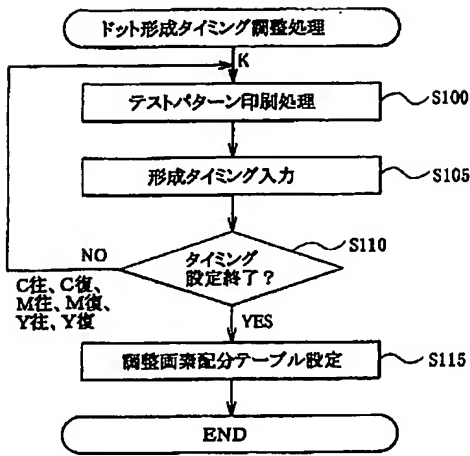 ドット形成タイミング調整処理
K
テストパターン印刷処理
S100
形成タイミング入力
S105
タイミング
設定終了？
S110
NO
C往、C復、
M往、M復、
Y往、Y復
YES
調整画素配分テーブル設定
S115
END